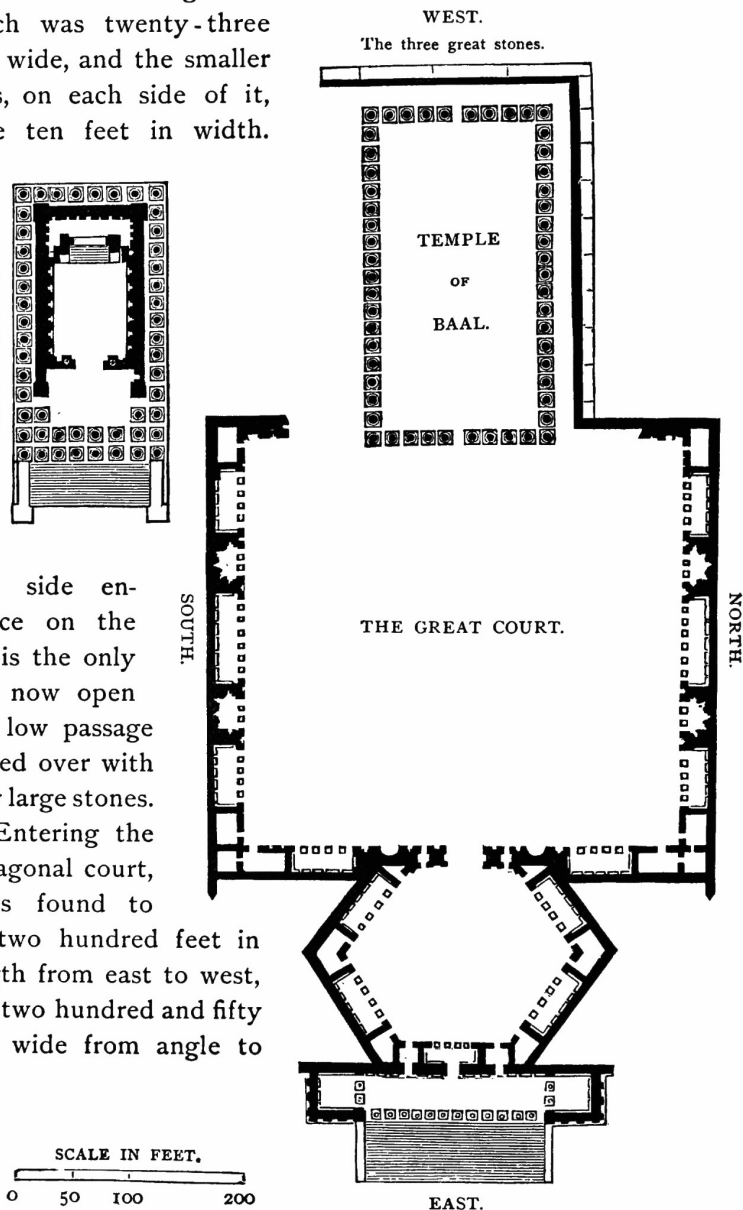 WEST.
The three great stones.
ch was twenty-three
wide, and the smaller
s, on each side of it,
e ten feet in width.
TEMPLE
OF
BAAL.
side en-
ce on the
is the only
now open
low passage
ed over with
large stones.
Entering the
agonal court,
s found to
two hundred feet in
th from east to west,
two hundred and fifty
wide from angle to
SOUTH.
THE GREAT COURT.
NORTH.
SCALE IN FEET.
0 50 100 200
EAST.